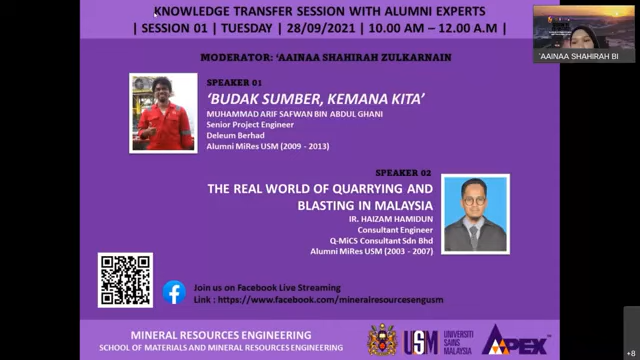 KNOWLEDGE TRANSFER SESSION WITH ALUMNI EXPERTS
| SESSION 01 | TUESDAY | 28/09/2021 | 10.00 AM – 12.00 A.M |
MODERATOR: ‘AAINAA SHAHIRAH ZULKARNAIN
SPEAKER 01
‘BUDAK SUMBER, KEMANA KITA’
MUHAMMAD ARIF SAFWAN BIN ABDUL GHANI
Senior Project Engineer
Deleum Berhad
Alumni MiRes USM (2009 - 2013)
SPEAKER 02
THE REAL WORLD OF QUARRYING AND
BLASTING IN MALAYSIA
IR. HAIZAM HAMIDUN
Consultant Engineer
Q-MiCS Consultant Sdn Bhd
Alumni MiRes USM (2003 - 2007)
Join us on Facebook Live Streaming
Link : https://www.facebook.com/mineralresourcesengusm
MINERAL RESOURCES ENGINEERING
SCHOOL OF MATERIALS AND MINERAL RESOURCES ENGINEERING
USM
UNIVERSITI
SAINS
MALAYSIA
APEX
'AAINAA SHAHIRAH BI
+8